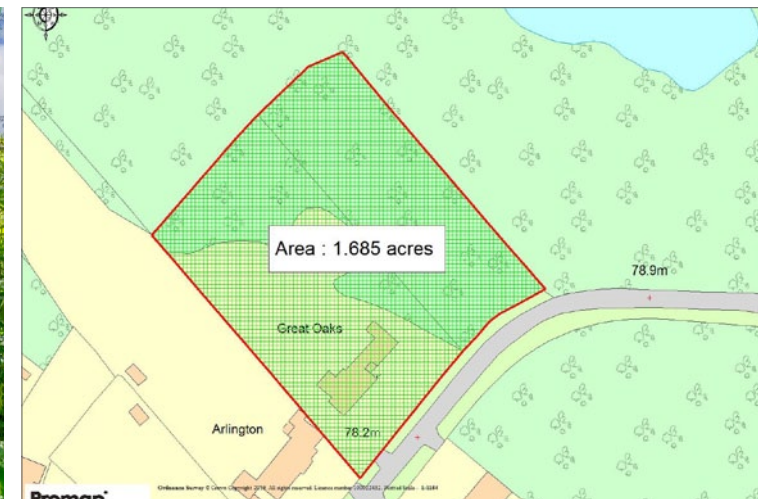 Area : 1.685 acres
78.9m
Great Oaks
Arlington
78.2m
Promap